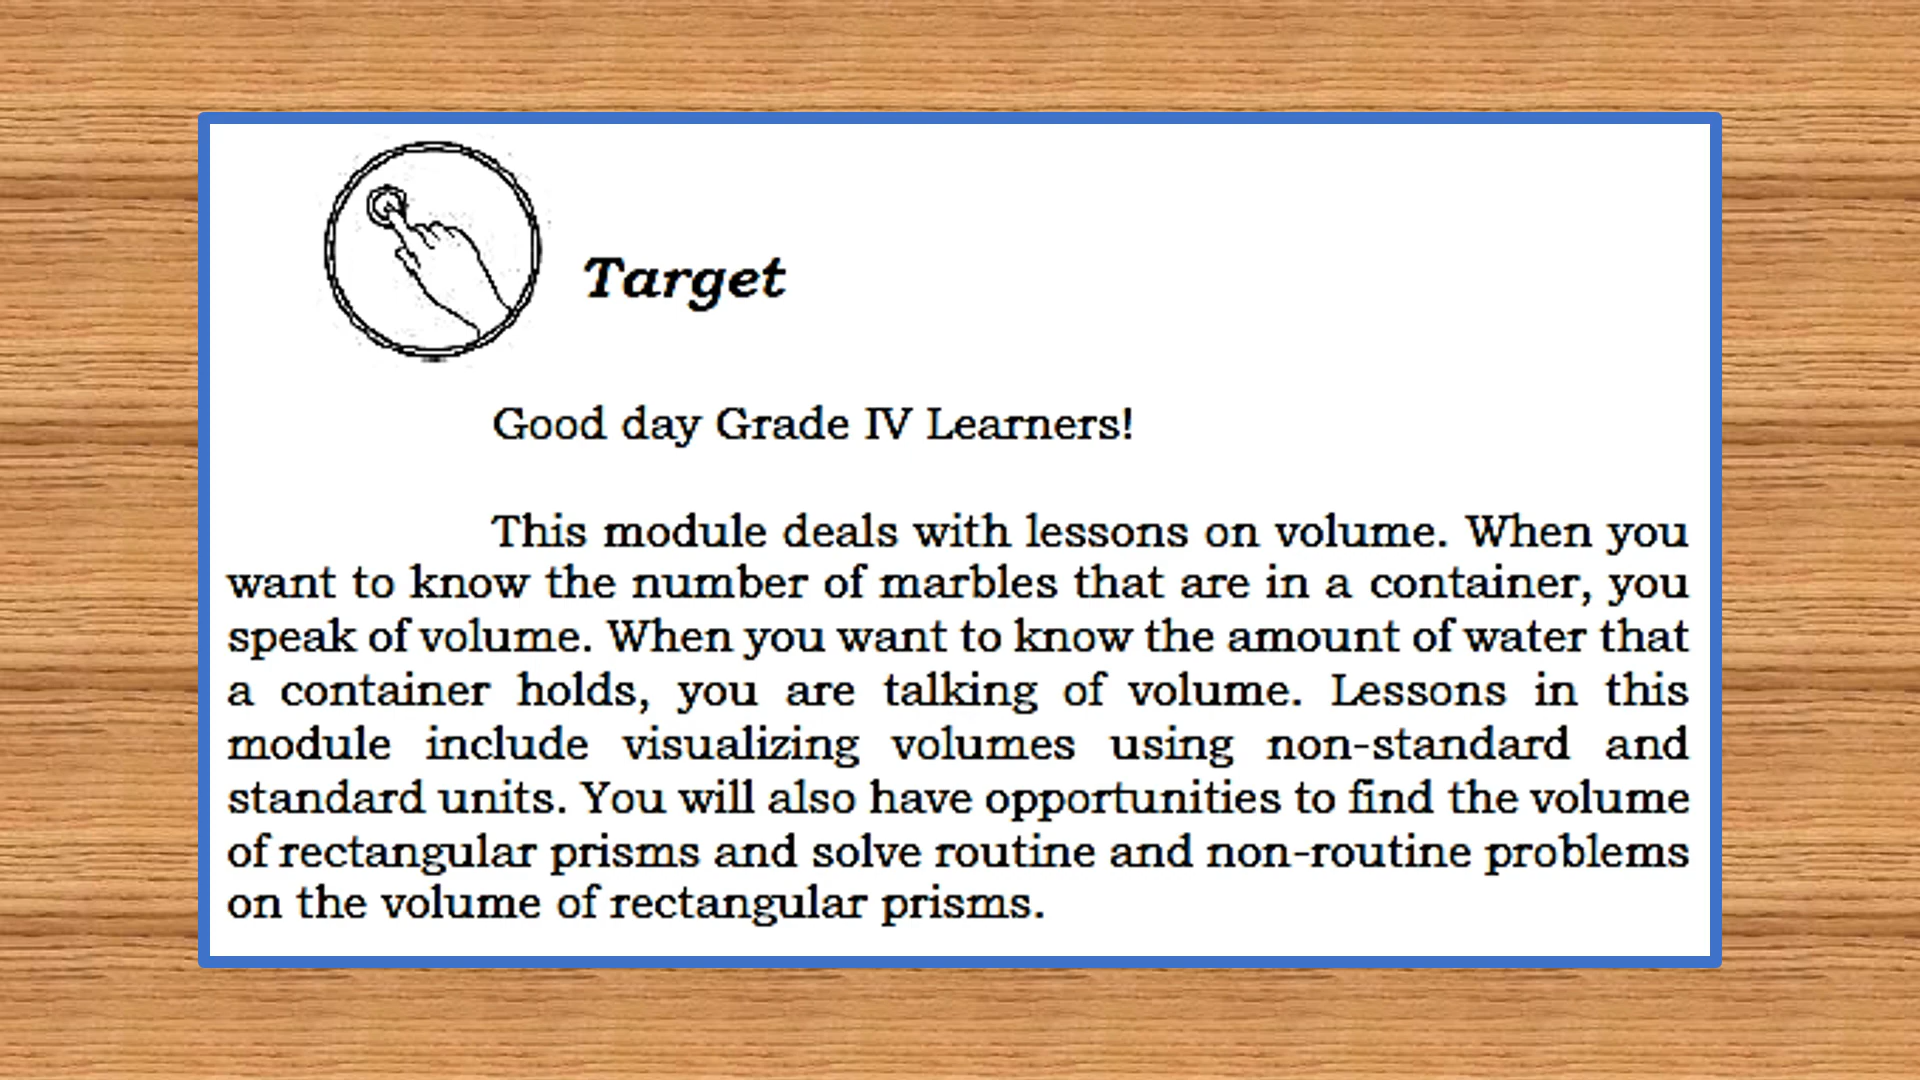 Target
Good day Grade IV Learners!
This module deals with lessons on volume. When you
want to know the number of marbles that are in a container, you
speak of volume. When you want to know the amount of water that
a container holds, you are talking of volume. Lessons in this
module include visualizing volumes using non-standard and
standard units. You will also have opportunities to find the volume
of rectangular prisms and solve routine and non-routine problems
on the volume of rectangular prisms.